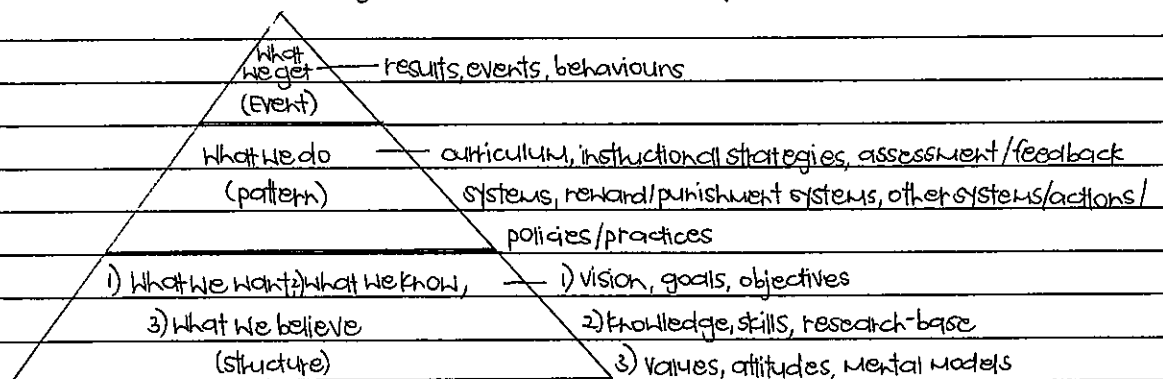 What
we get — results, events, behaviours
(Event)
What we do — curriculum, instructional strategies, assessment/feedback
(pattern) systems, reward/punishment systems, other systems/actions/
policies/practices
1) What we want 2) what we know, — 1) vision, goals, objectives
3) What we believe 2) knowledge, skills, research-base
(structure) 3) values, attitudes, mental models